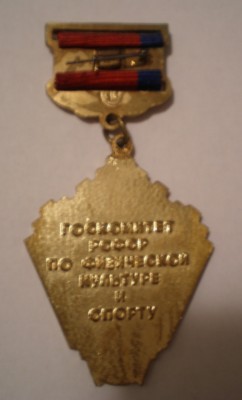 ГОСКОМИТЕТ
РСФСР
ПО ФИЗИЧЕСКОЙ
КУЛЬТУРЕ
И
СПОРТУ